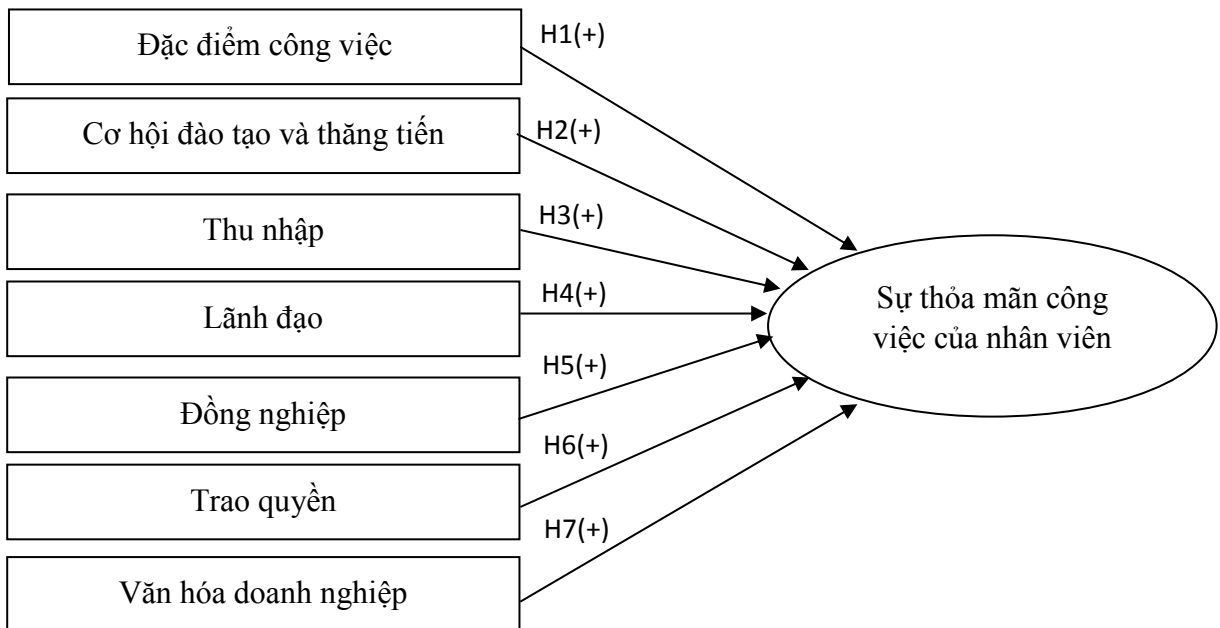 Đặc điểm công việc
H1(+)
Cơ hội đào tạo và thăng tiến
H2(+)
Thu nhập
H3(+)
Lãnh đạo
H4(+)
Đồng nghiệp
H5(+)
Trao quyền
H6(+)
Văn hóa doanh nghiệp
H7(+)
Sự thỏa mãn công
việc của nhân viên